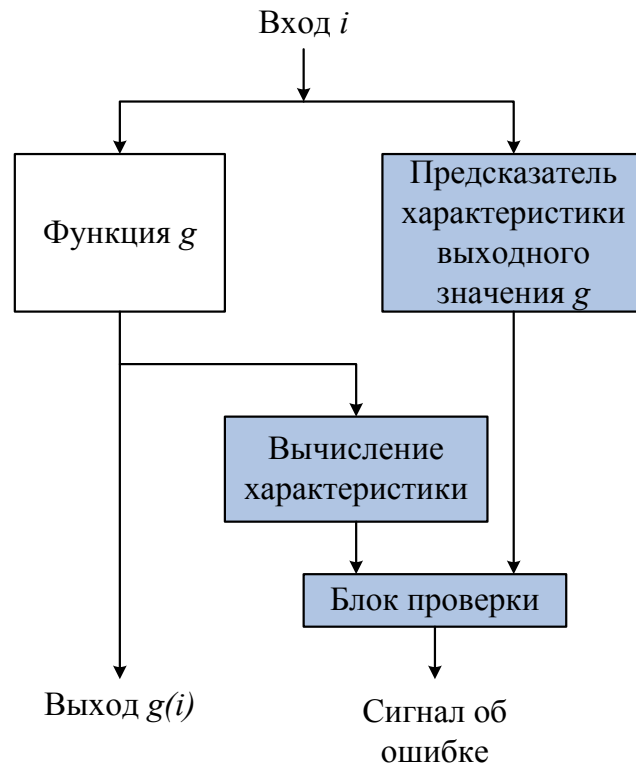 Вход i
Функция g
Предсказатель
характеристики
выходного
значения g
Вычисление
характеристики
Блок проверки
Выход g(i)
Сигнал об
ошибке